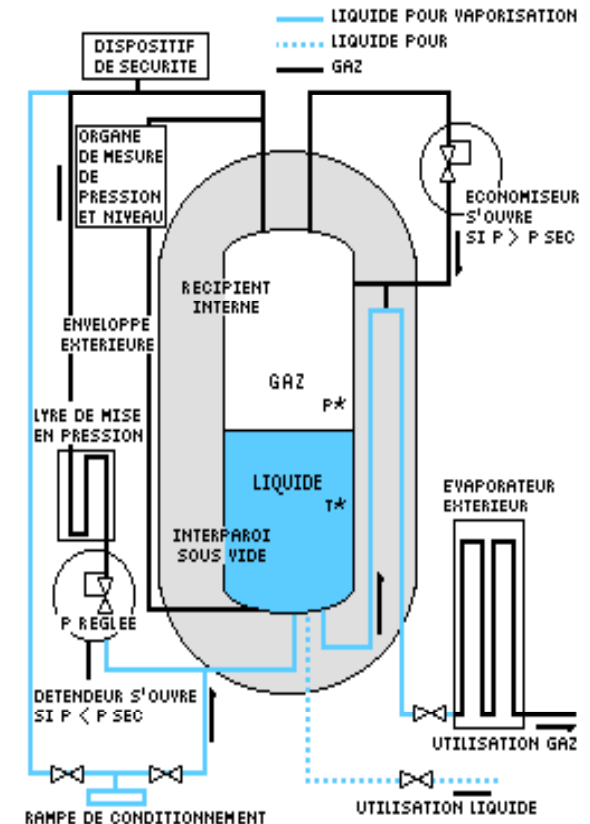 LIQUIDE POUR VAPORISATION
LIQUIDE POUR
GAZ
DISPOSITIF
DE SECURITE
ORGANE
DE MESURE
DE
PRESSION
ET NIVEAU
ECONOMISEUR
S'OUVRE
SI P > P SEC
RECIPIENT
INTERNE
ENVELOPPE
EXTERIEURE
GAZ
P*
LYRE DE MISE
EN PRESSION
LIQUIDE
T*
EVAPORATEUR
EXTERIEUR
INTERPAROI
SOUS VIDE
P REGLEE
DETENDEUR S'OUVRE
SI P < P SEC
UTILISATION GAZ
UTILISATION LIQUIDE
RAMPE DE CONDITIONNEMENT